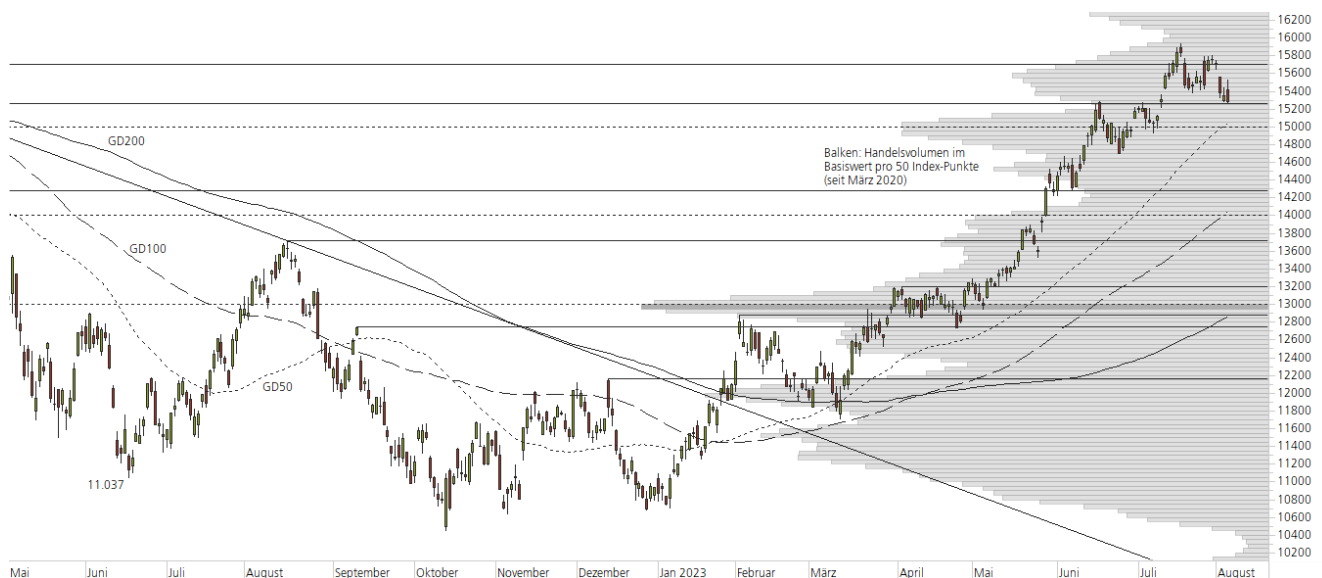 GD200
GD100
GD50
11.037
Balken: Handelsvolumen im
Basiswert pro 50 Index-Punkte
(seit März 2020)
16200
16000
15800
15600
15400
15200
15000
14800
14600
14400
14200
14000
13800
13600
13400
13200
13000
12800
12600
12400
12200
12000
11800
11600
11400
11200
11000
10800
10600
10400
10200
Mai
Juni
Juli
August
September
Oktober
November
Dezember
Jan 2023
Februar
März
April
Mai
Juni
Juli
August